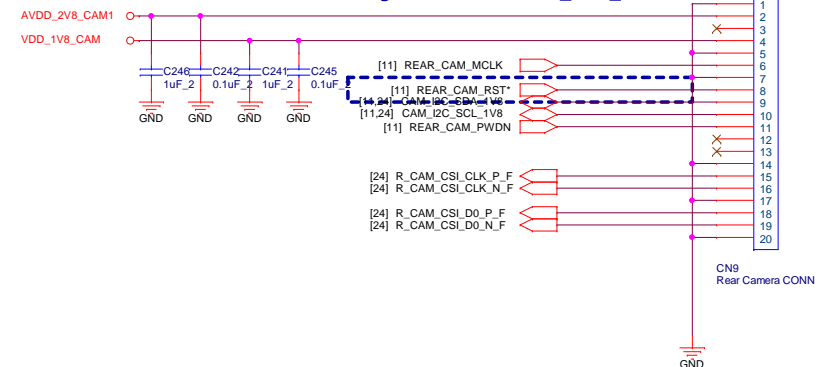 AVDD_2V8_CAM1
VDD_1V8_CAM
C246
1uF_2
C242
0.1uF_2
C241
1uF_2
C245
0.1uF_2
GND
GND
GND
GND
[11] REAR_CAM_MCLK
[11] REAR_CAM_RST*
[11,24] CAM_I2C_SDA_1V8
[11,24] CAM_I2C_SCL_1V8
[11] REAR_CAM_PWDN
[24] R_CAM_CSI_CLK_P_F
[24] R_CAM_CSI_CLK_N_F
[24] R_CAM_CSI_D0_P_F
[24] R_CAM_CSI_D0_N_F
1
2
3
4
5
6
7
8
9
10
11
12
13
14
15
16
17
18
19
20
CN9
Rear Camera CONN
GND